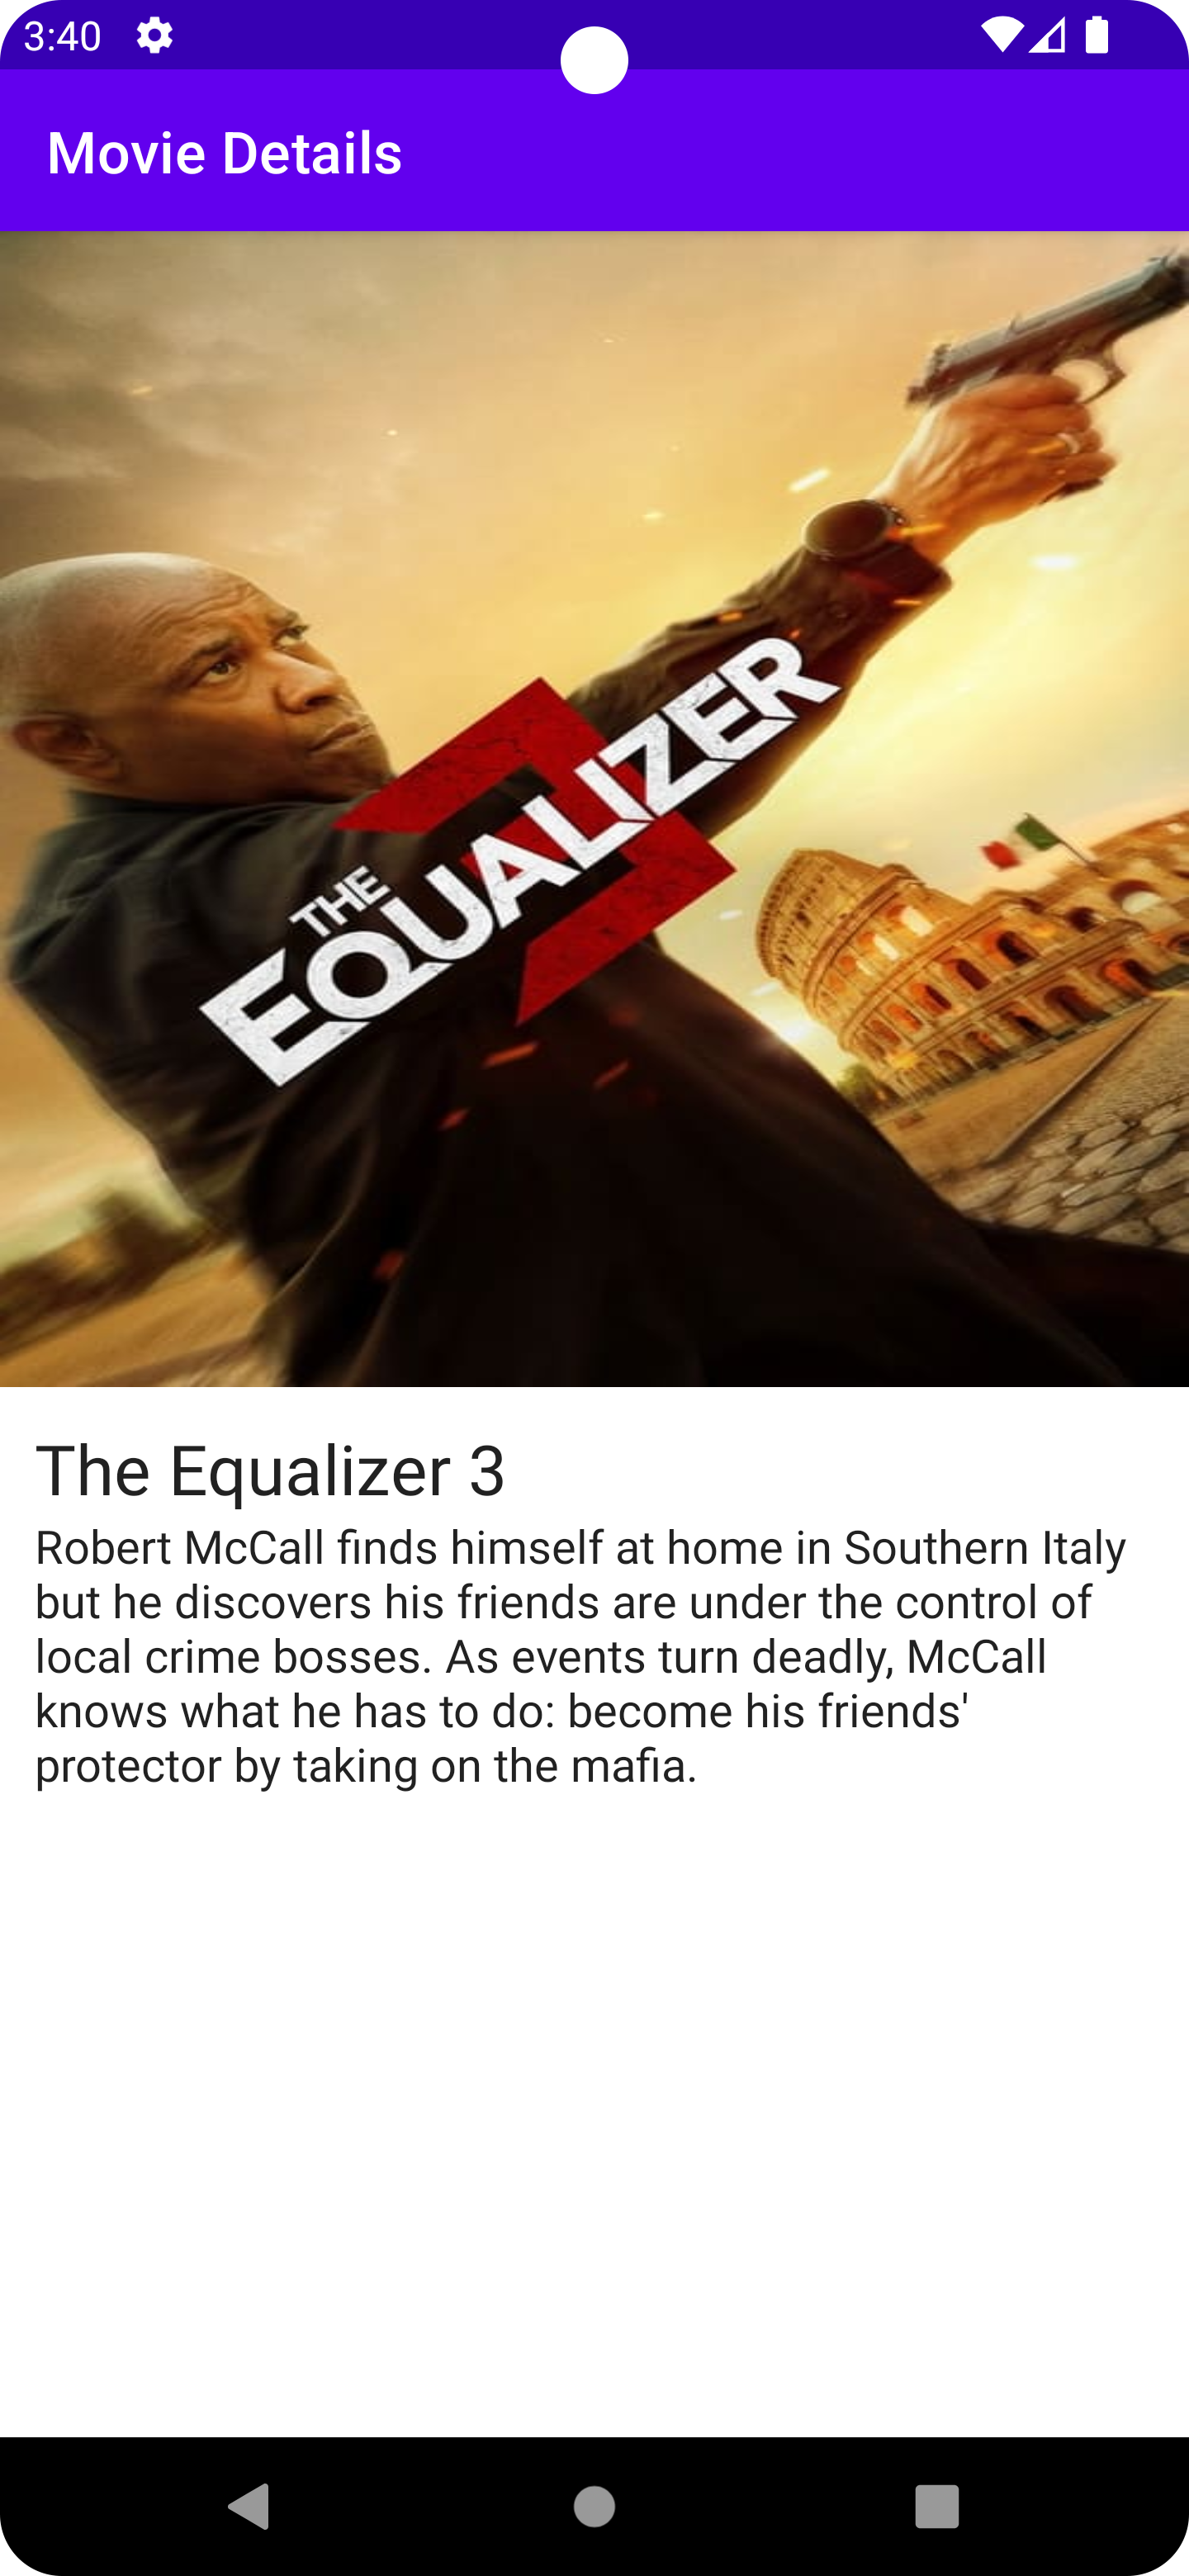 3:40
Movie Details
THE
EQUALIZER
The Equalizer 3
Robert McCall finds himself at home in Southern Italy
but he discovers his friends are under the control of
local crime bosses. As events turn deadly, McCall
knows what he has to do: become his friends'
protector by taking on the mafia.